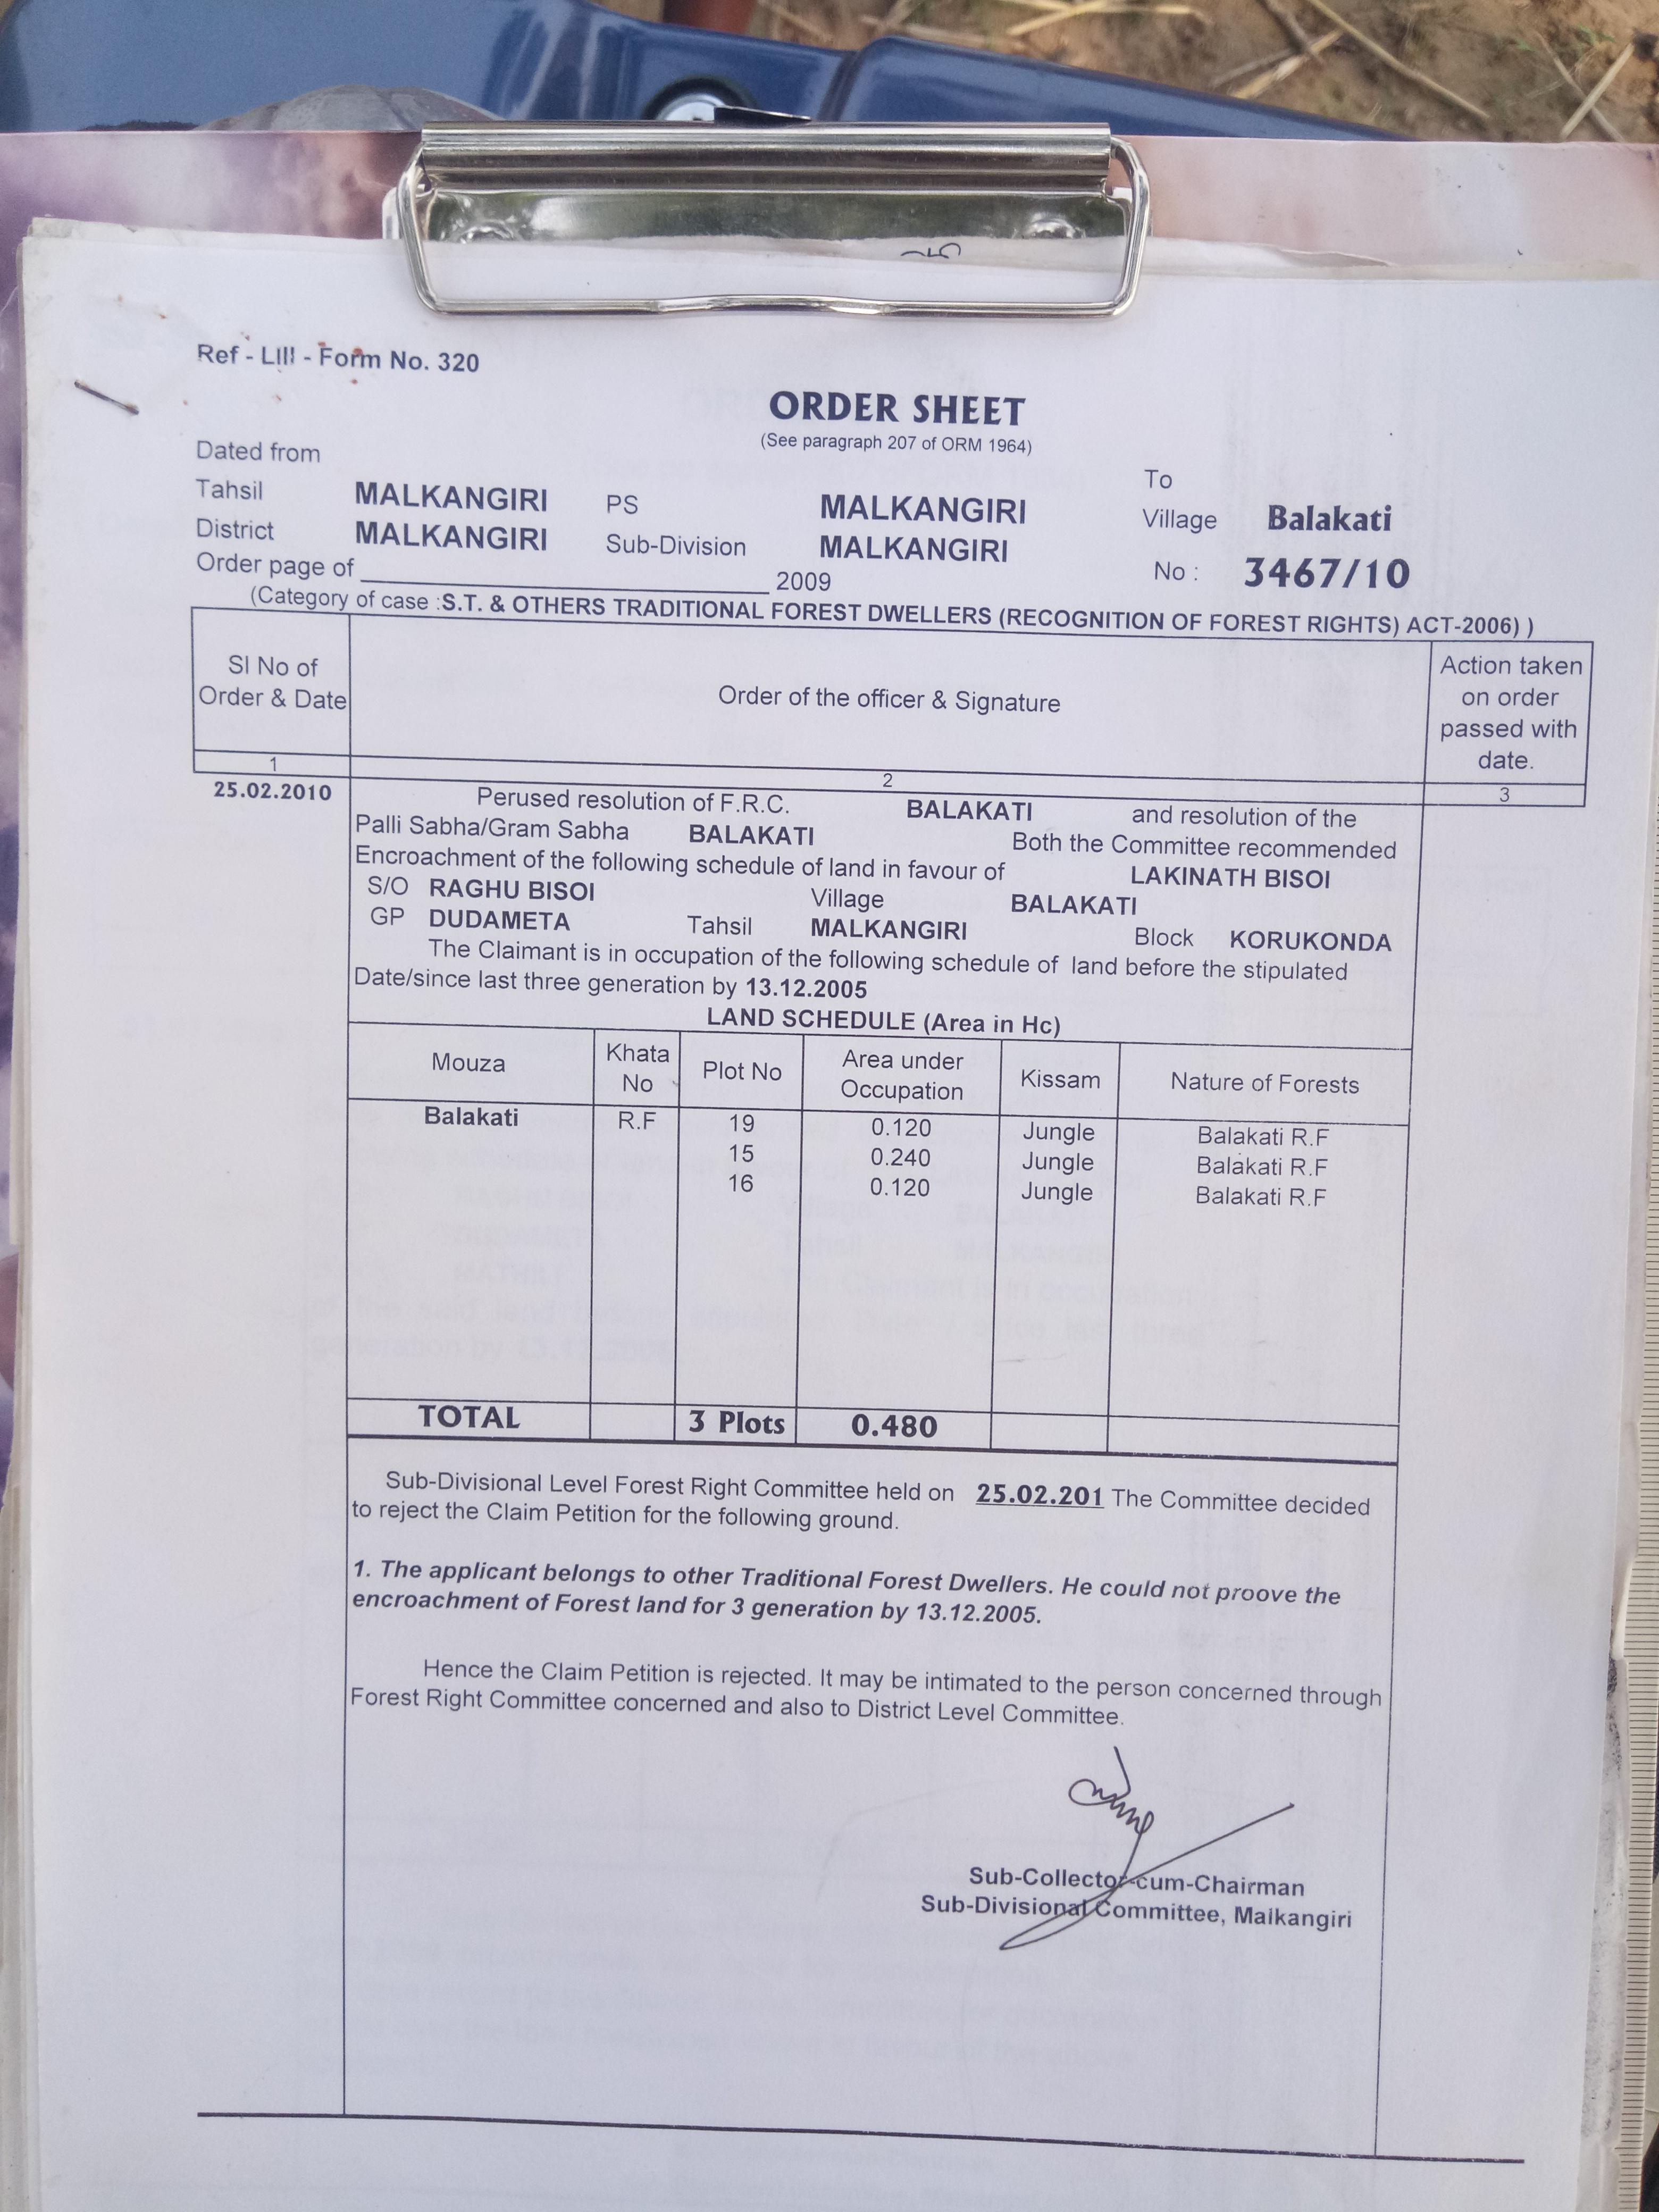 Ref - LIII - Form No. 320
ORDER SHEET
(See paragraph 207 of ORM 1964)
Dated from To
Tahsil MALKANGIRI PS MALKANGIRI Village Balakati
District MALKANGIRI Sub-Division MALKANGIRI
Order page of 2009 No : 3467/10
(Category of case :S.T. & OTHERS TRADITIONAL FOREST DWELLERS (RECOGNITION OF FOREST RIGHTS) ACT-2006) )
Sl No of Order & Date Order of the officer & Signature Action taken on order passed with date.
1 2 3
25.02.2010 Perused resolution of F.R.C. BALAKATI and resolution of the
Palli Sabha/Gram Sabha BALAKATI Both the Committee recommended
Encroachment of the following schedule of land in favour of LAKINATH BISOI
S/O RAGHU BISOI Village BALAKATI
GP DUDAMETA Tahsil MALKANGIRI Block KORUKONDA
The Claimant is in occupation of the following schedule of land before the stipulated
Date/since last three generation by 13.12.2005
LAND SCHEDULE (Area in Hc)
Mouza Khata No Plot No Area under Occupation Kissam Nature of Forests
Balakati R.F 19 0.120 Jungle Balakati R.F
15 0.240 Jungle Balakati R.F
16 0.120 Jungle Balakati R.F
TOTAL 3 Plots 0.480
Sub-Divisional Level Forest Right Committee held on 25.02.201 The Committee decided
to reject the Claim Petition for the following ground.
1. The applicant belongs to other Traditional Forest Dwellers. He could not proove the
encroachment of Forest land for 3 generation by 13.12.2005.
Hence the Claim Petition is rejected. It may be intimated to the person concerned through
Forest Right Committee concerned and also to District Level Committee.
Sub-Collector-cum-Chairman
Sub-Divisional Committee, Malkangiri